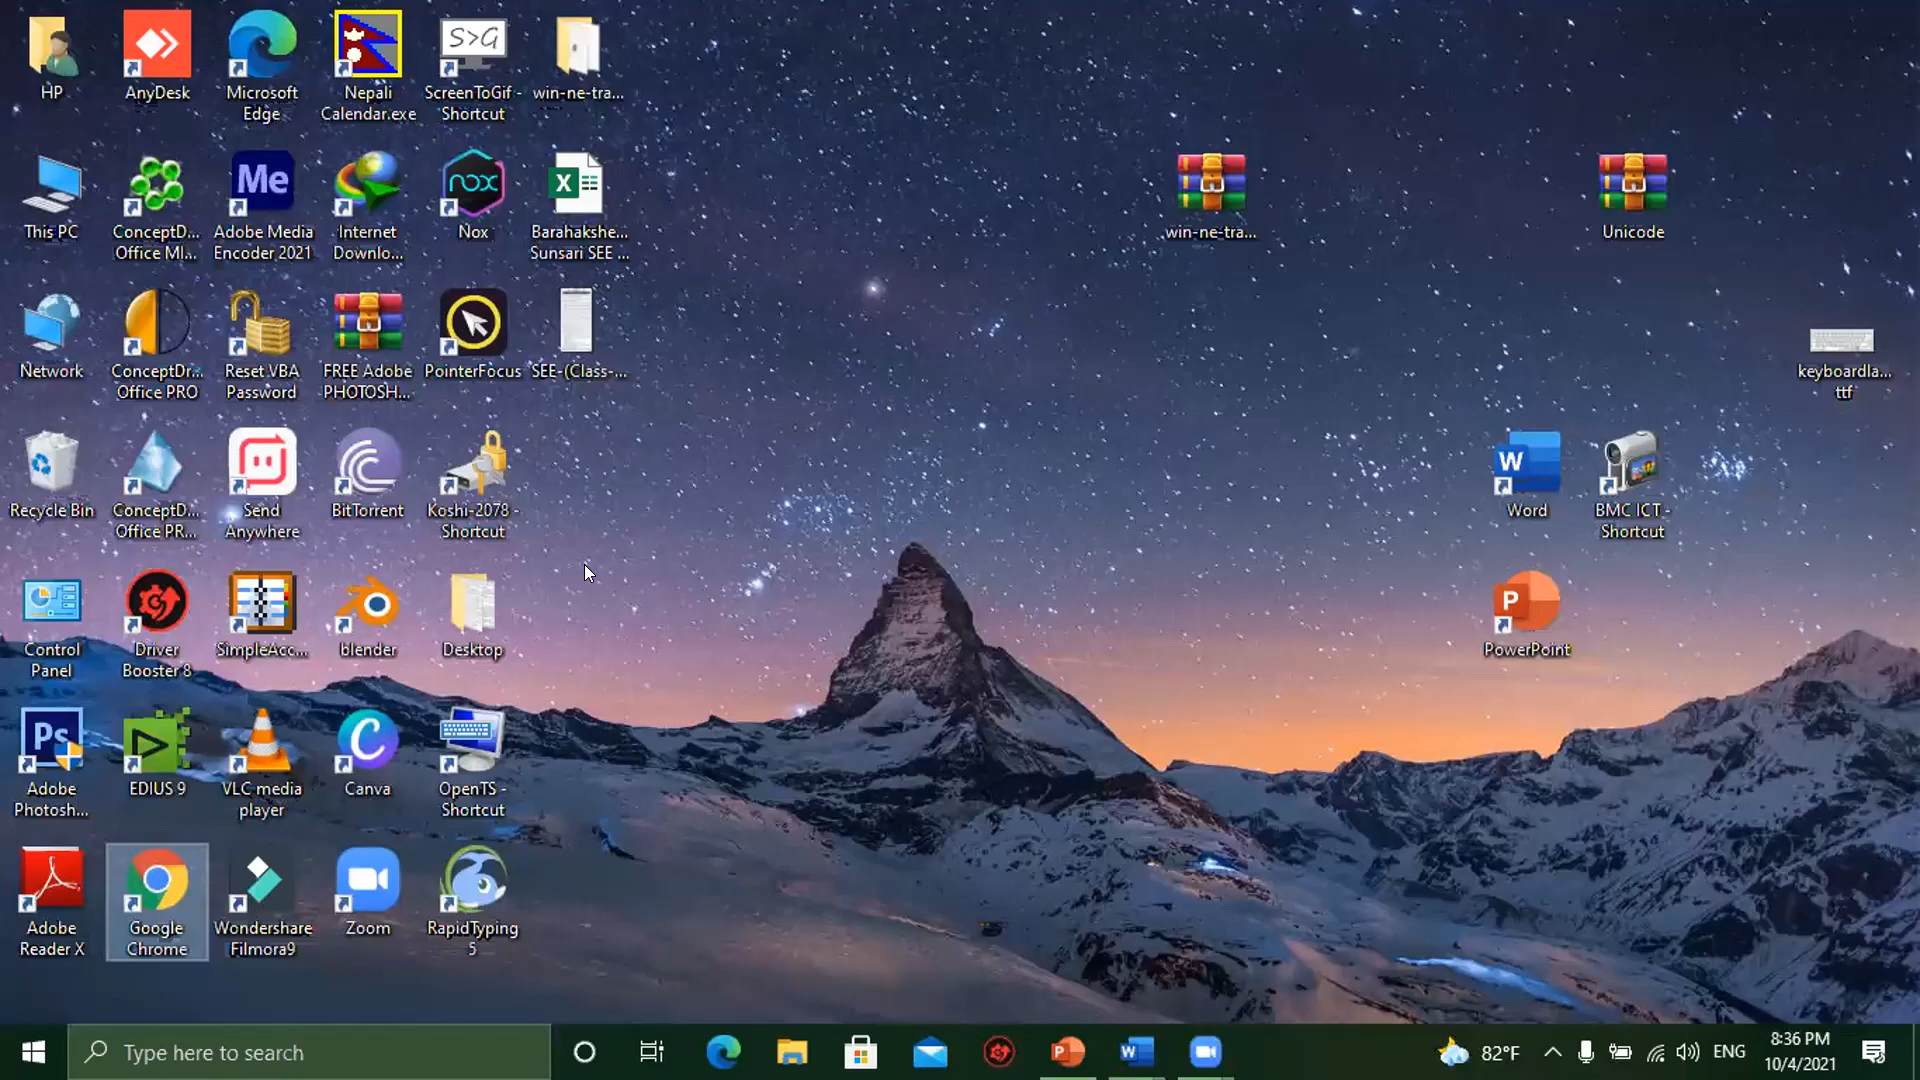 HP
AnyDesk
Microsoft
Edge
Nepali
Calendar.exe
S>G
ScreenToGif -
Shortcut
win-ne-tra...
This PC
ConceptD...
Office MI...
Me
Adobe Media
Encoder 2021
Internet
Downlo...
nox
Nox
X
Barahakshe...
Sunsari SEE ...
win-ne-tra...
Unicode
Network
ConceptDr...
Office PRO
Reset VBA
Password
FREE Adobe
PHOTOSH...
PointerFocus
SEE-(Class-...
keyboardla...
ttf
Recycle Bin
ConceptD...
Office PR...
Send
Anywhere
BitTorrent
Koshi-2078 -
Shortcut
W
Word
BMC ICT -
Shortcut
Control
Panel
Driver
Booster 8
SimpleAcc...
blender
Desktop
P
PowerPoint
Ps
Adobe
Photosh...
EDIUS 9
VLC media
player
C
Canva
OpenTS -
Shortcut
Adobe
Reader X
Google
Chrome
Wondershare
Filmora9
Zoom
RapidTyping
5
Type here to search
P
W
82°F
ENG
8:36 PM
10/4/2021